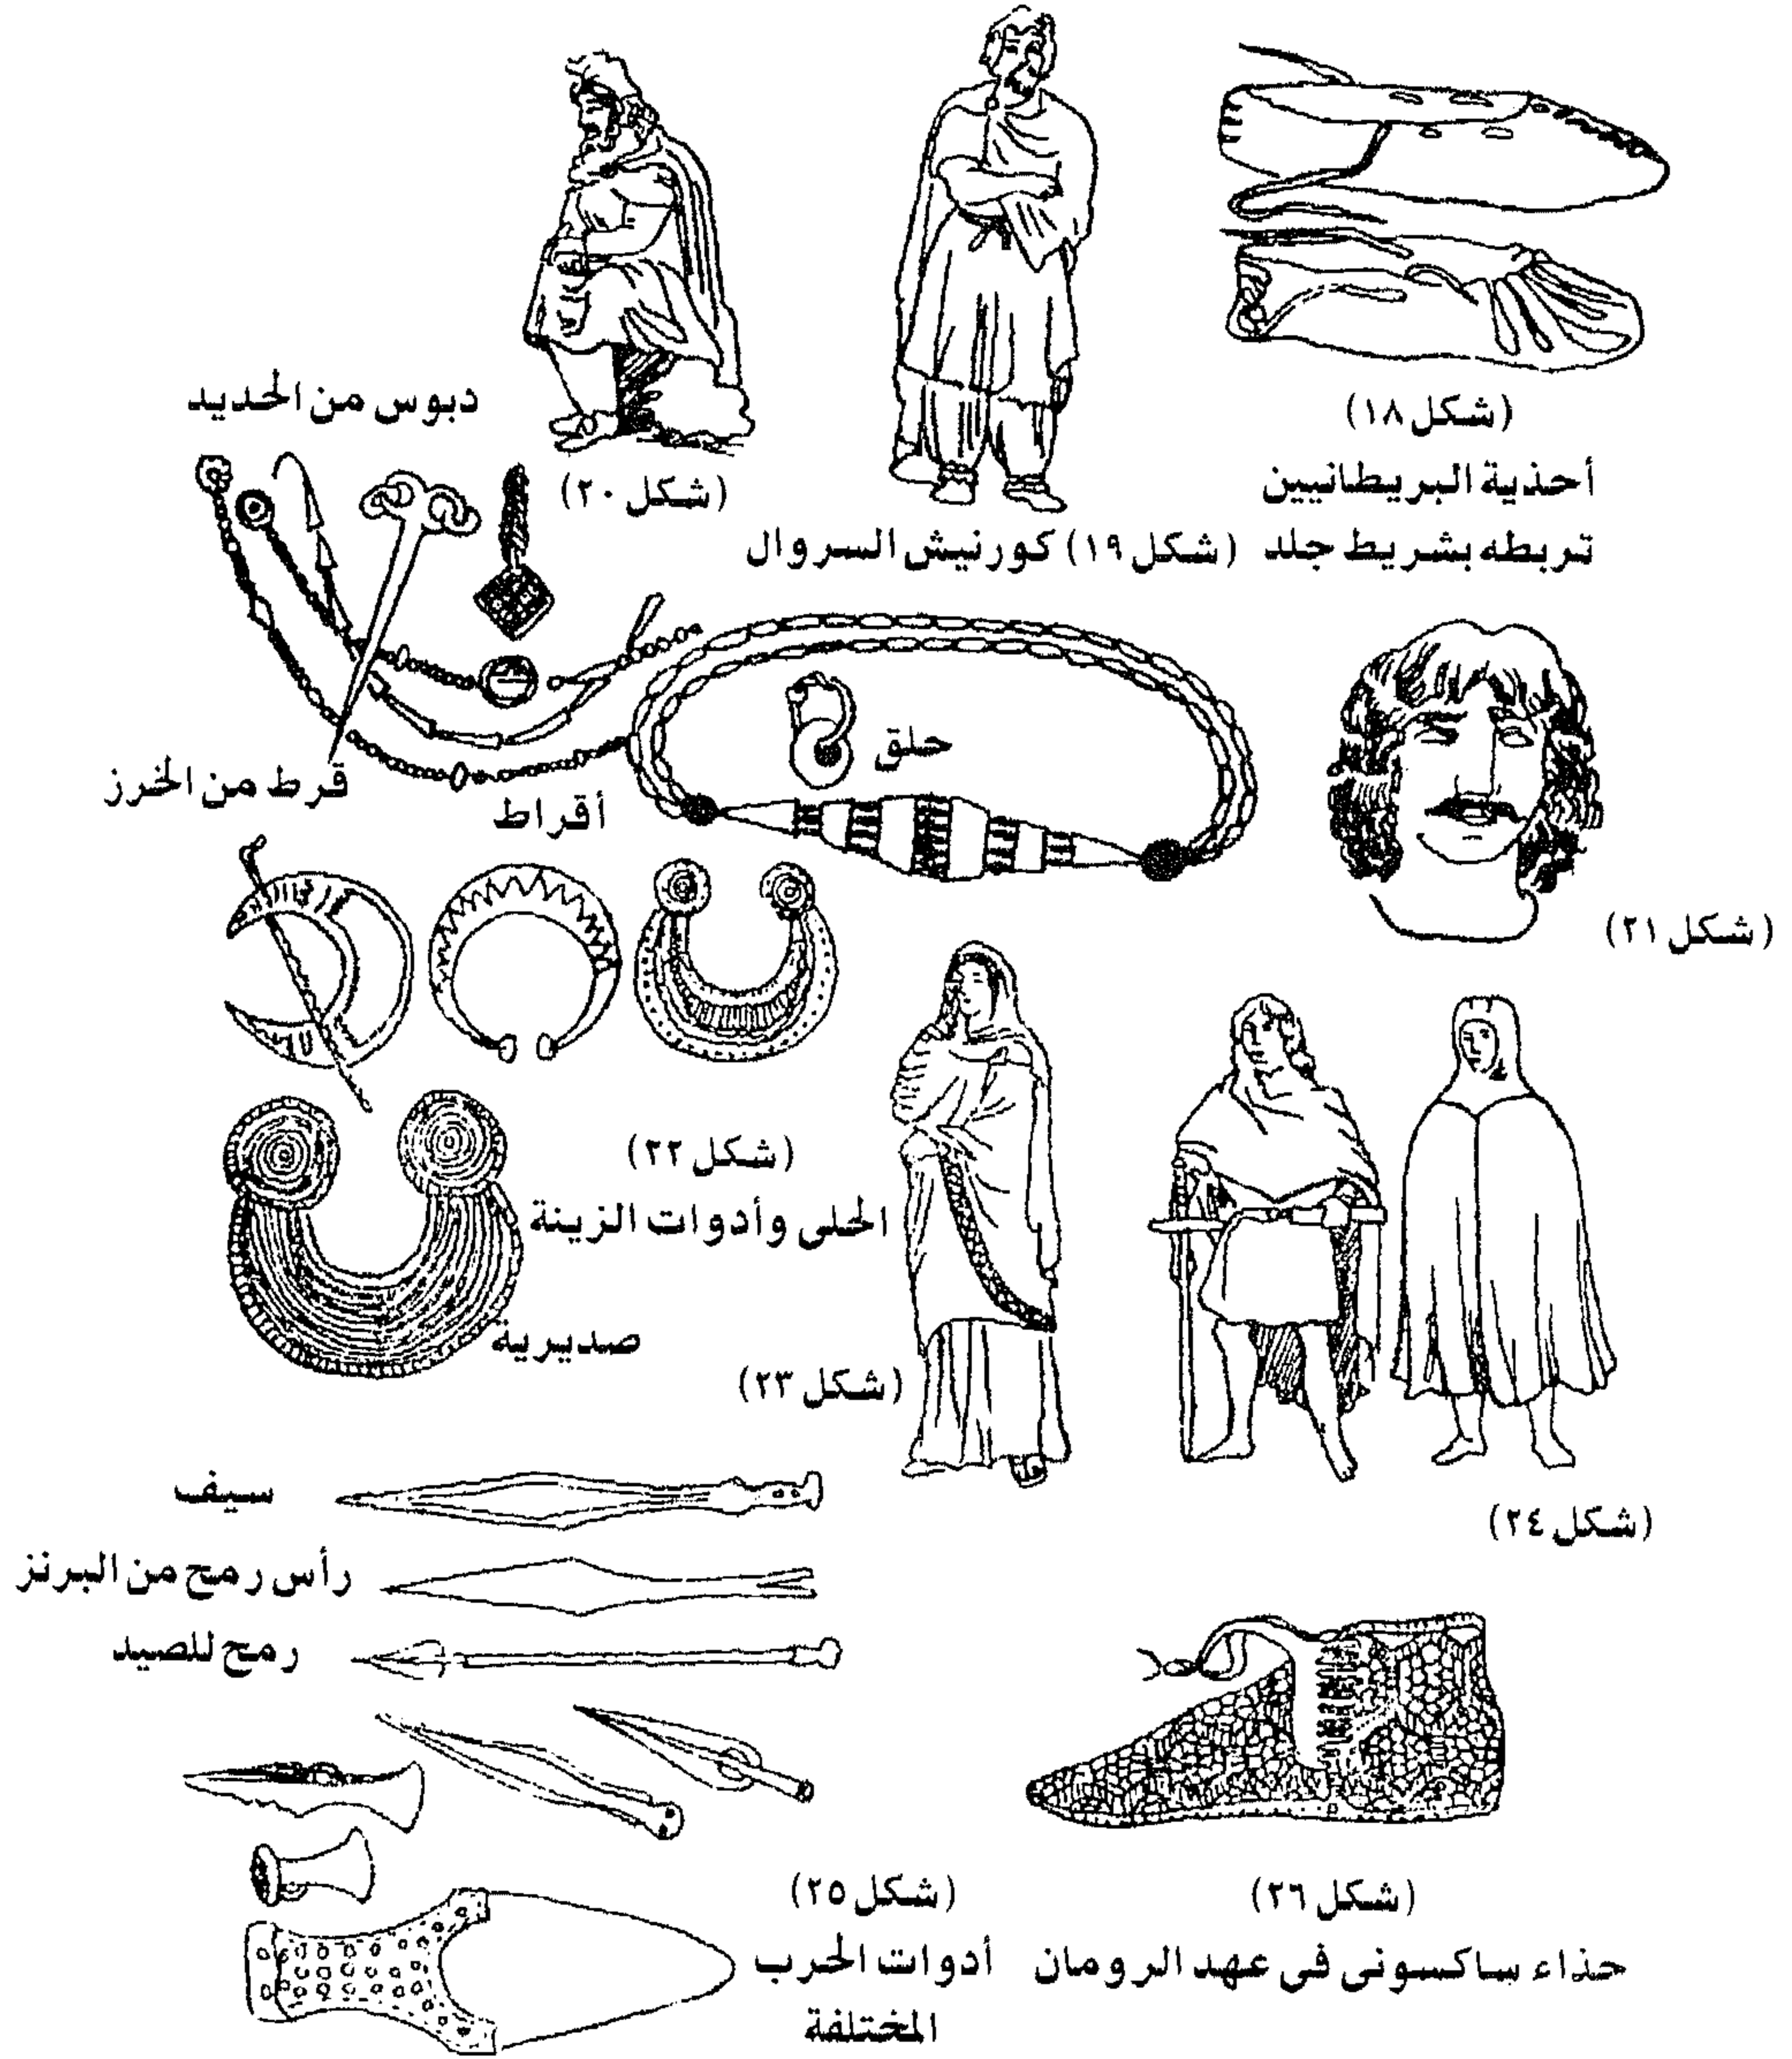 (شكل ١٨)
أحذية البريطانيين
تربطه بشريط جلد
(شكل ١٩) كورنيش السروال
(شكل ٢٠)
دبوس من الحديد
حلق
قرط من الخرز
أقراط
(شكل ٢١)
(شكل ٢٢)
الحلى وأدوات الزينة
صديرية
(شكل ٢٣)
(شكل ٢٤)
سيف
رأس رمح من البرنز
رمح للصيد
(شكل ٢٥)
أدوات الحرب
المختلفة
(شكل ٢٦)
حذاء ساكسونى فى عهد الرومان